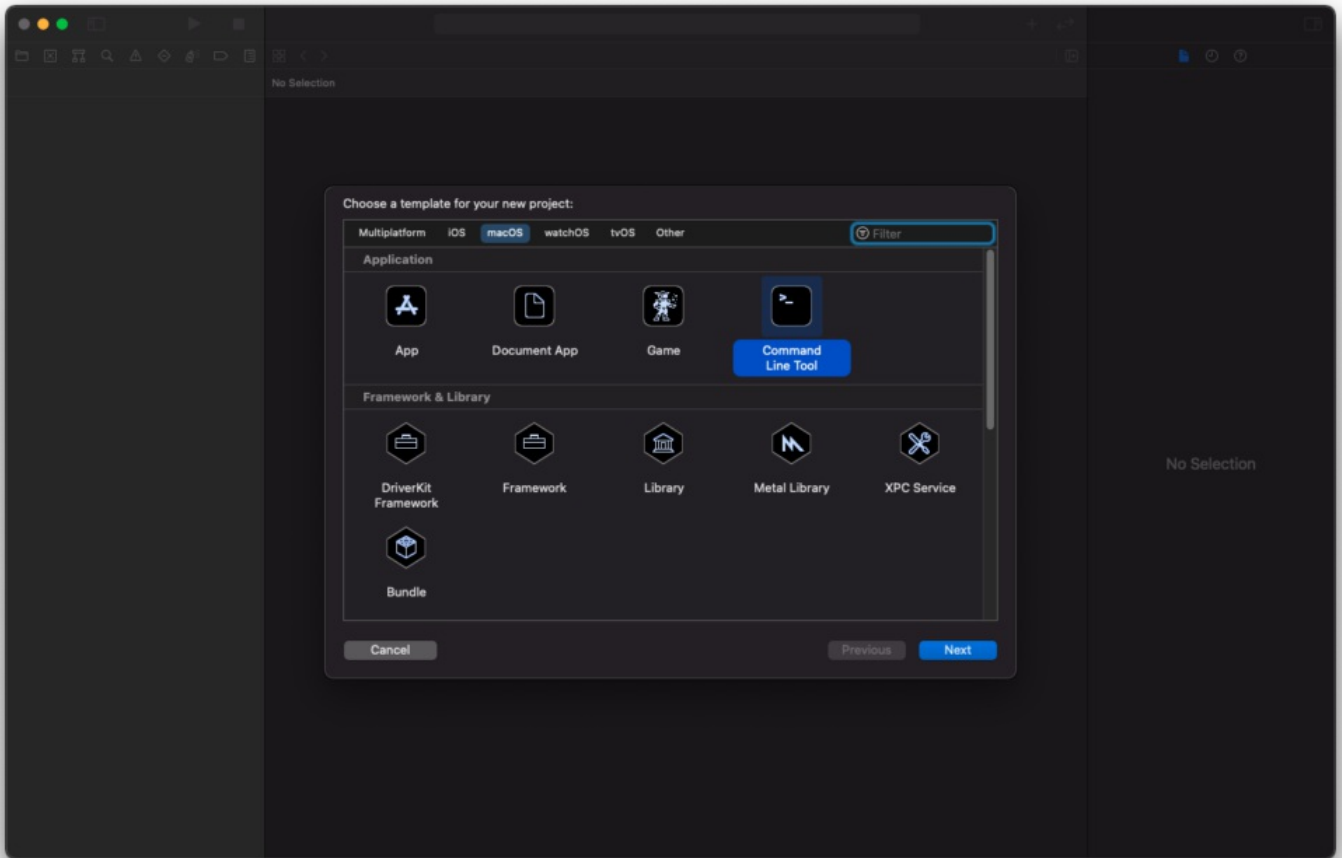 No Selection
Choose a template for your new project:
Multiplatform iOS macOS watchOS tvOS Other Filter
Application
App Document App Game Command
Line Tool
Framework & Library
DriverKit Framework Library Metal Library XPC Service
Framework
No Selection
Bundle
Cancel Previous Next